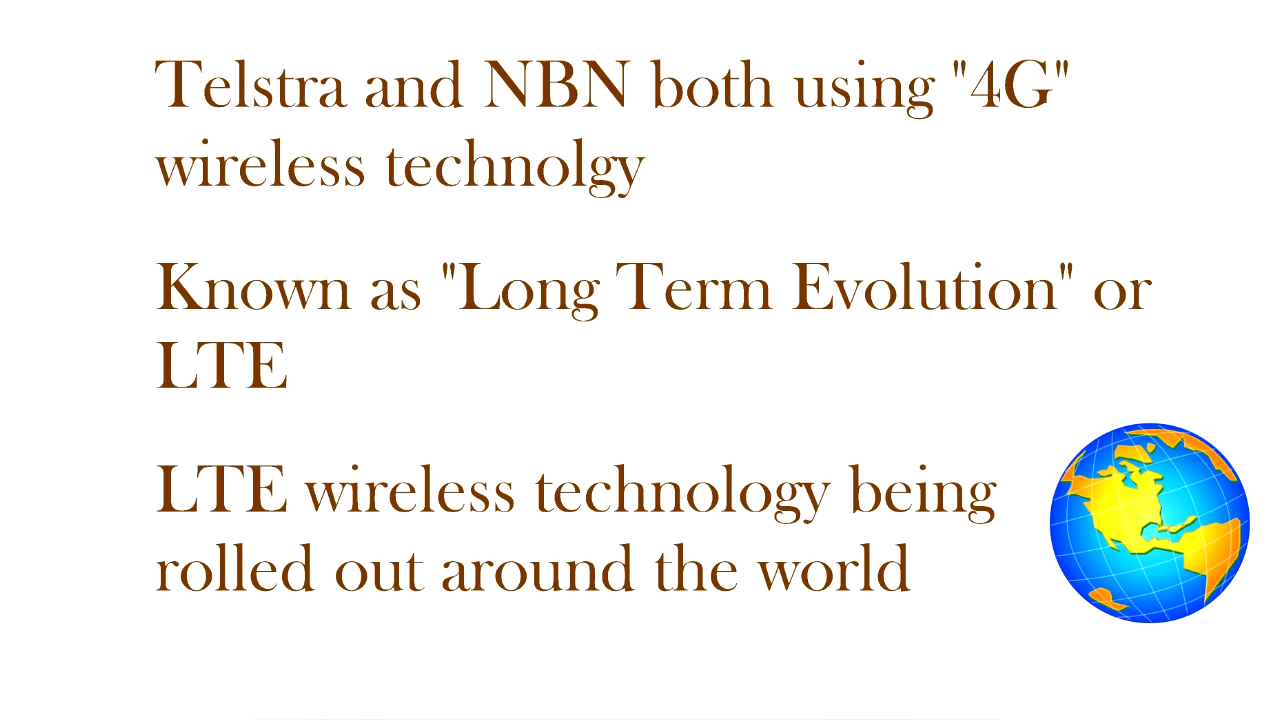 Telstra and NBN both using "4G"
wireless technolgy
Known as "Long Term Evolution" or
LTE
LTE wireless technology being
rolled out around the world